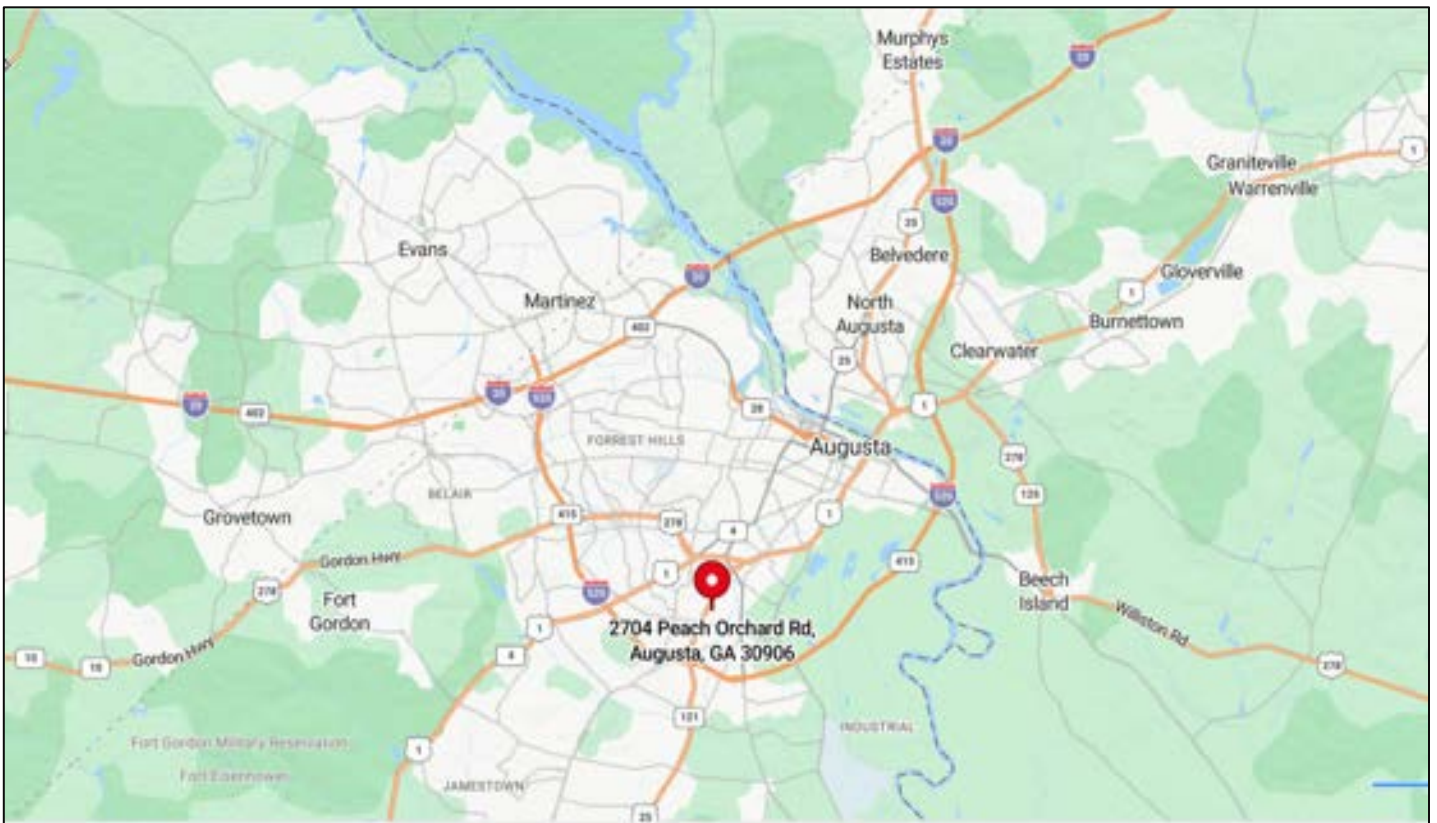 Murphys
Estates
20
20
1
Graniteville
Warrenville
520
25
Evans
Belvedere
Gloverville
20
Martinez
North
Augusta
1
Burnettown
402
25
Clearwater
20
520
20
402
28
1
FORREST HILLS
Augusta
278
BELAIR
520
125
Grovetown
415
278
4
1
Gordon Hwy
415
1
520
278
Fort
Gordon
Beech
Island
2704 Peach Orchard Rd,
Augusta, GA 30906
1
4
Williston Rd
10
10
Gordon Hwy
278
121
INDUSTRIAL
Fort Gordon Military Reservation
Fort Eisenhower
1
JAMESTOWN
25